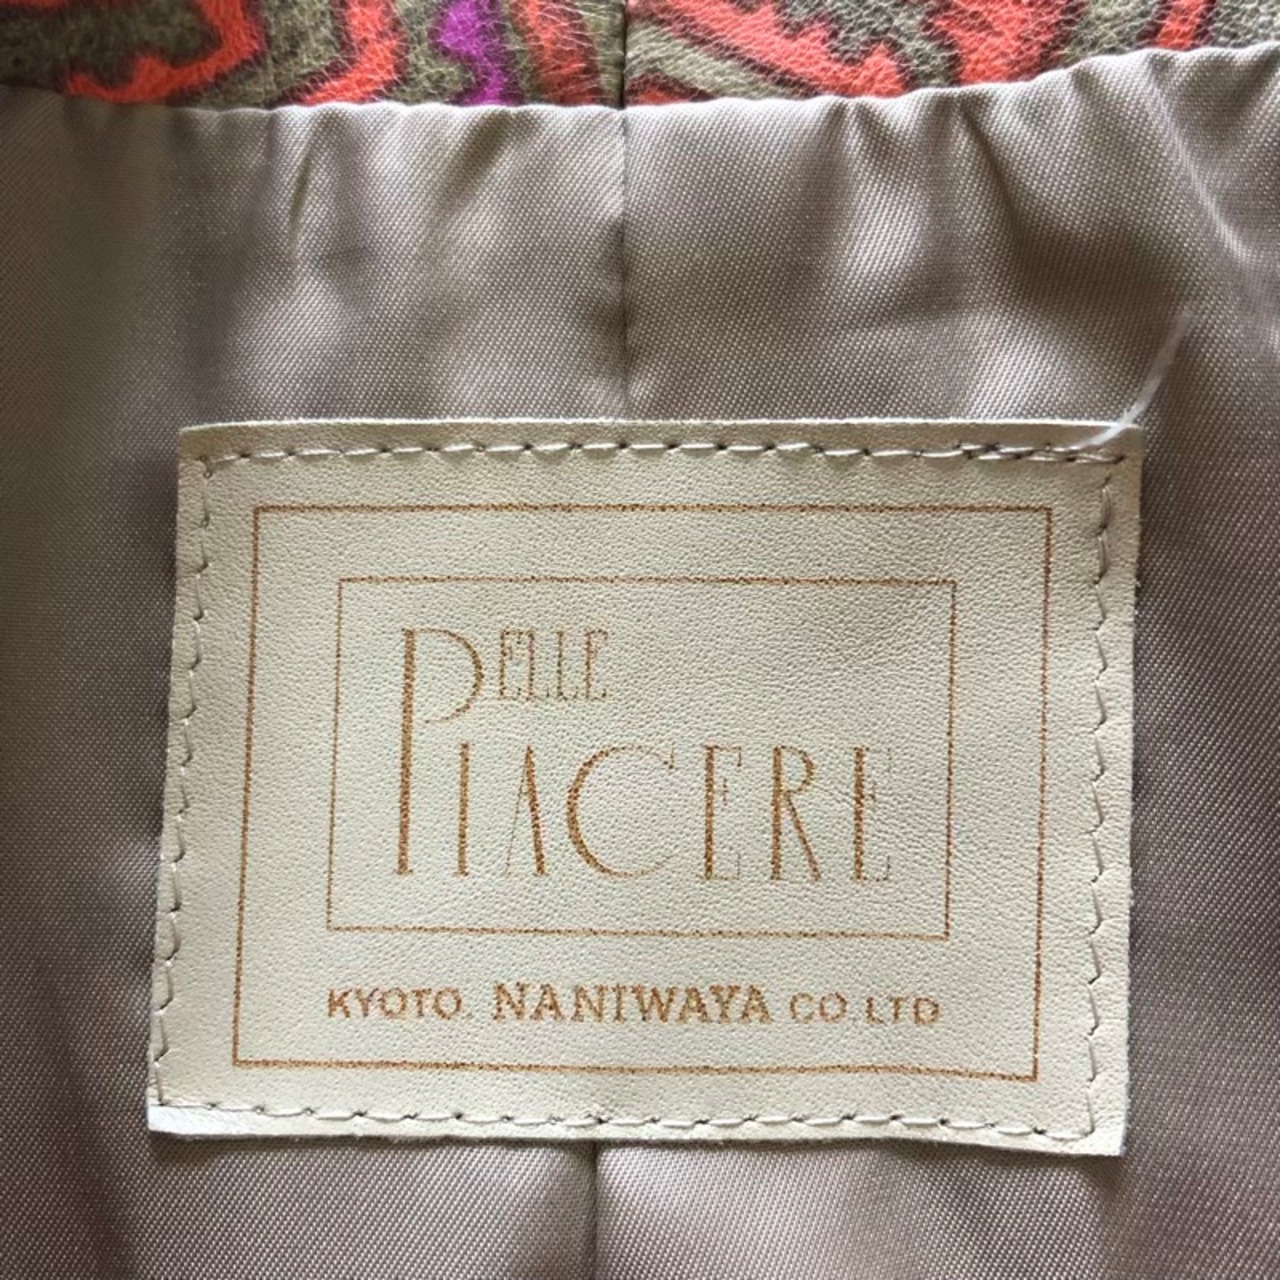 PELLE
PIACERE
KYOTO. NANIWAYA CO. LTD